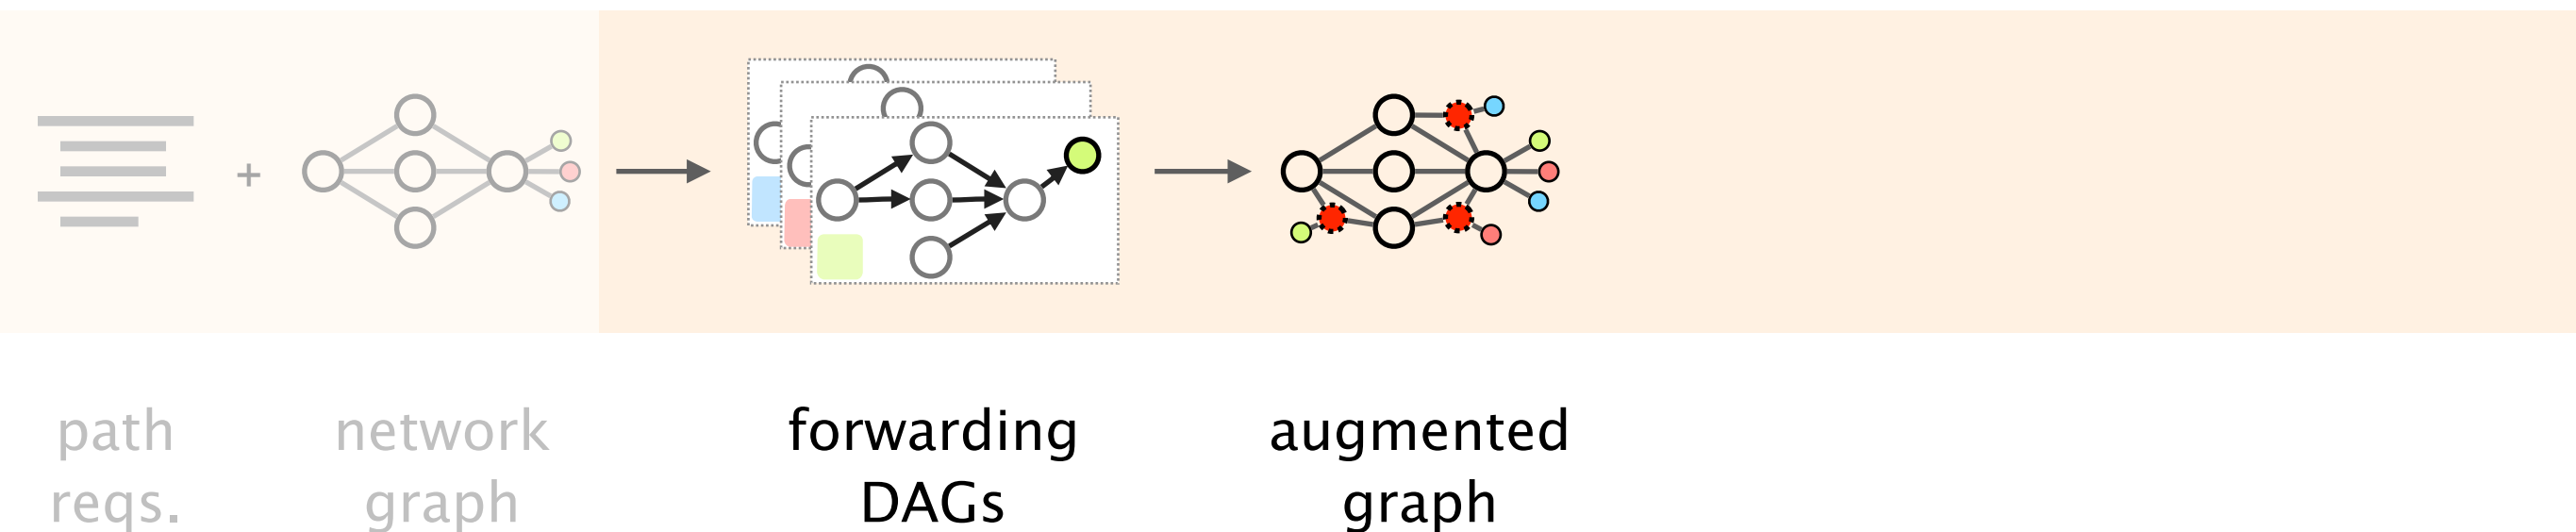 +
path
reqs.
network
graph
forwarding
DAGs
augmented
graph